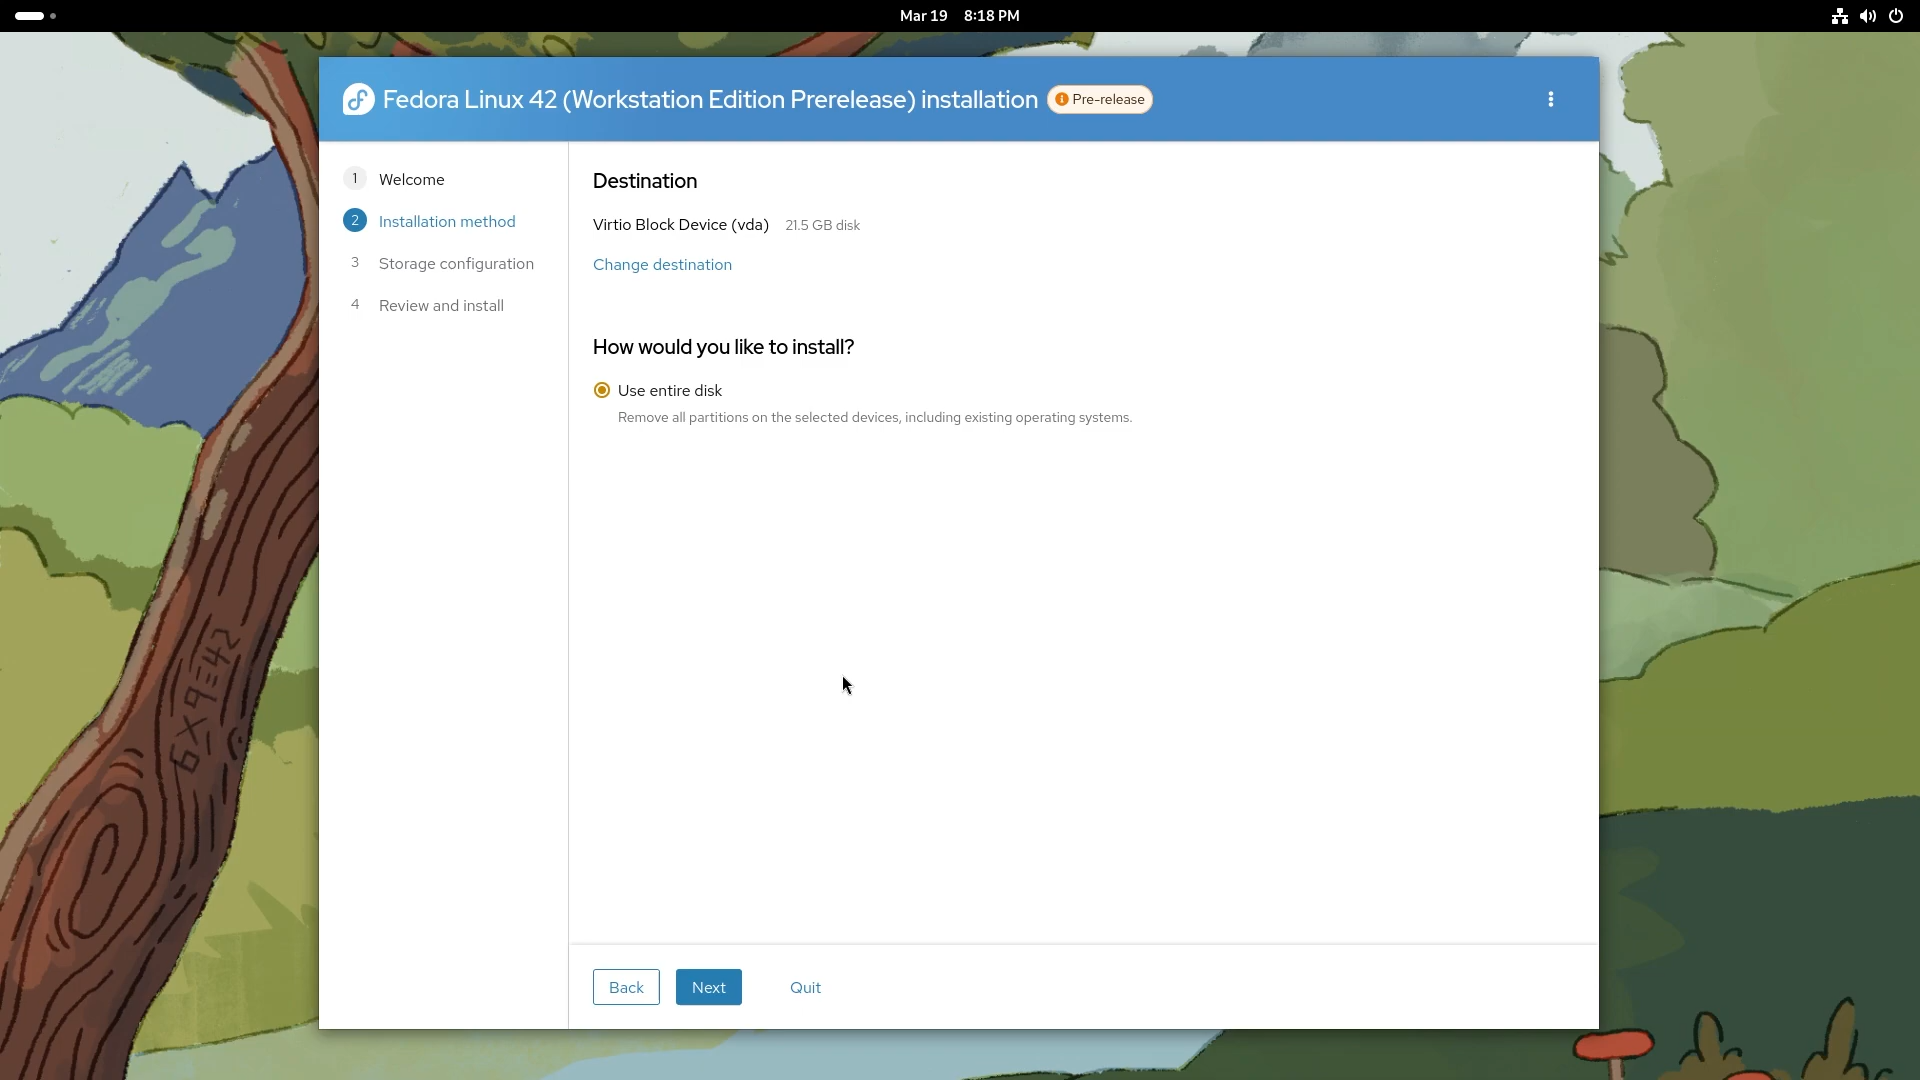 Mar 19 8:18 PM
Fedora Linux 42 (Workstation Edition Prerelease) installation
Pre-release
1 Welcome
2 Installation method
3 Storage configuration
4 Review and install
Destination
Virtio Block Device (vda) 21.5 GB disk
Change destination
How would you like to install?
Use entire disk
Remove all partitions on the selected devices, including existing operating systems.
Back Next Quit
6×9=42